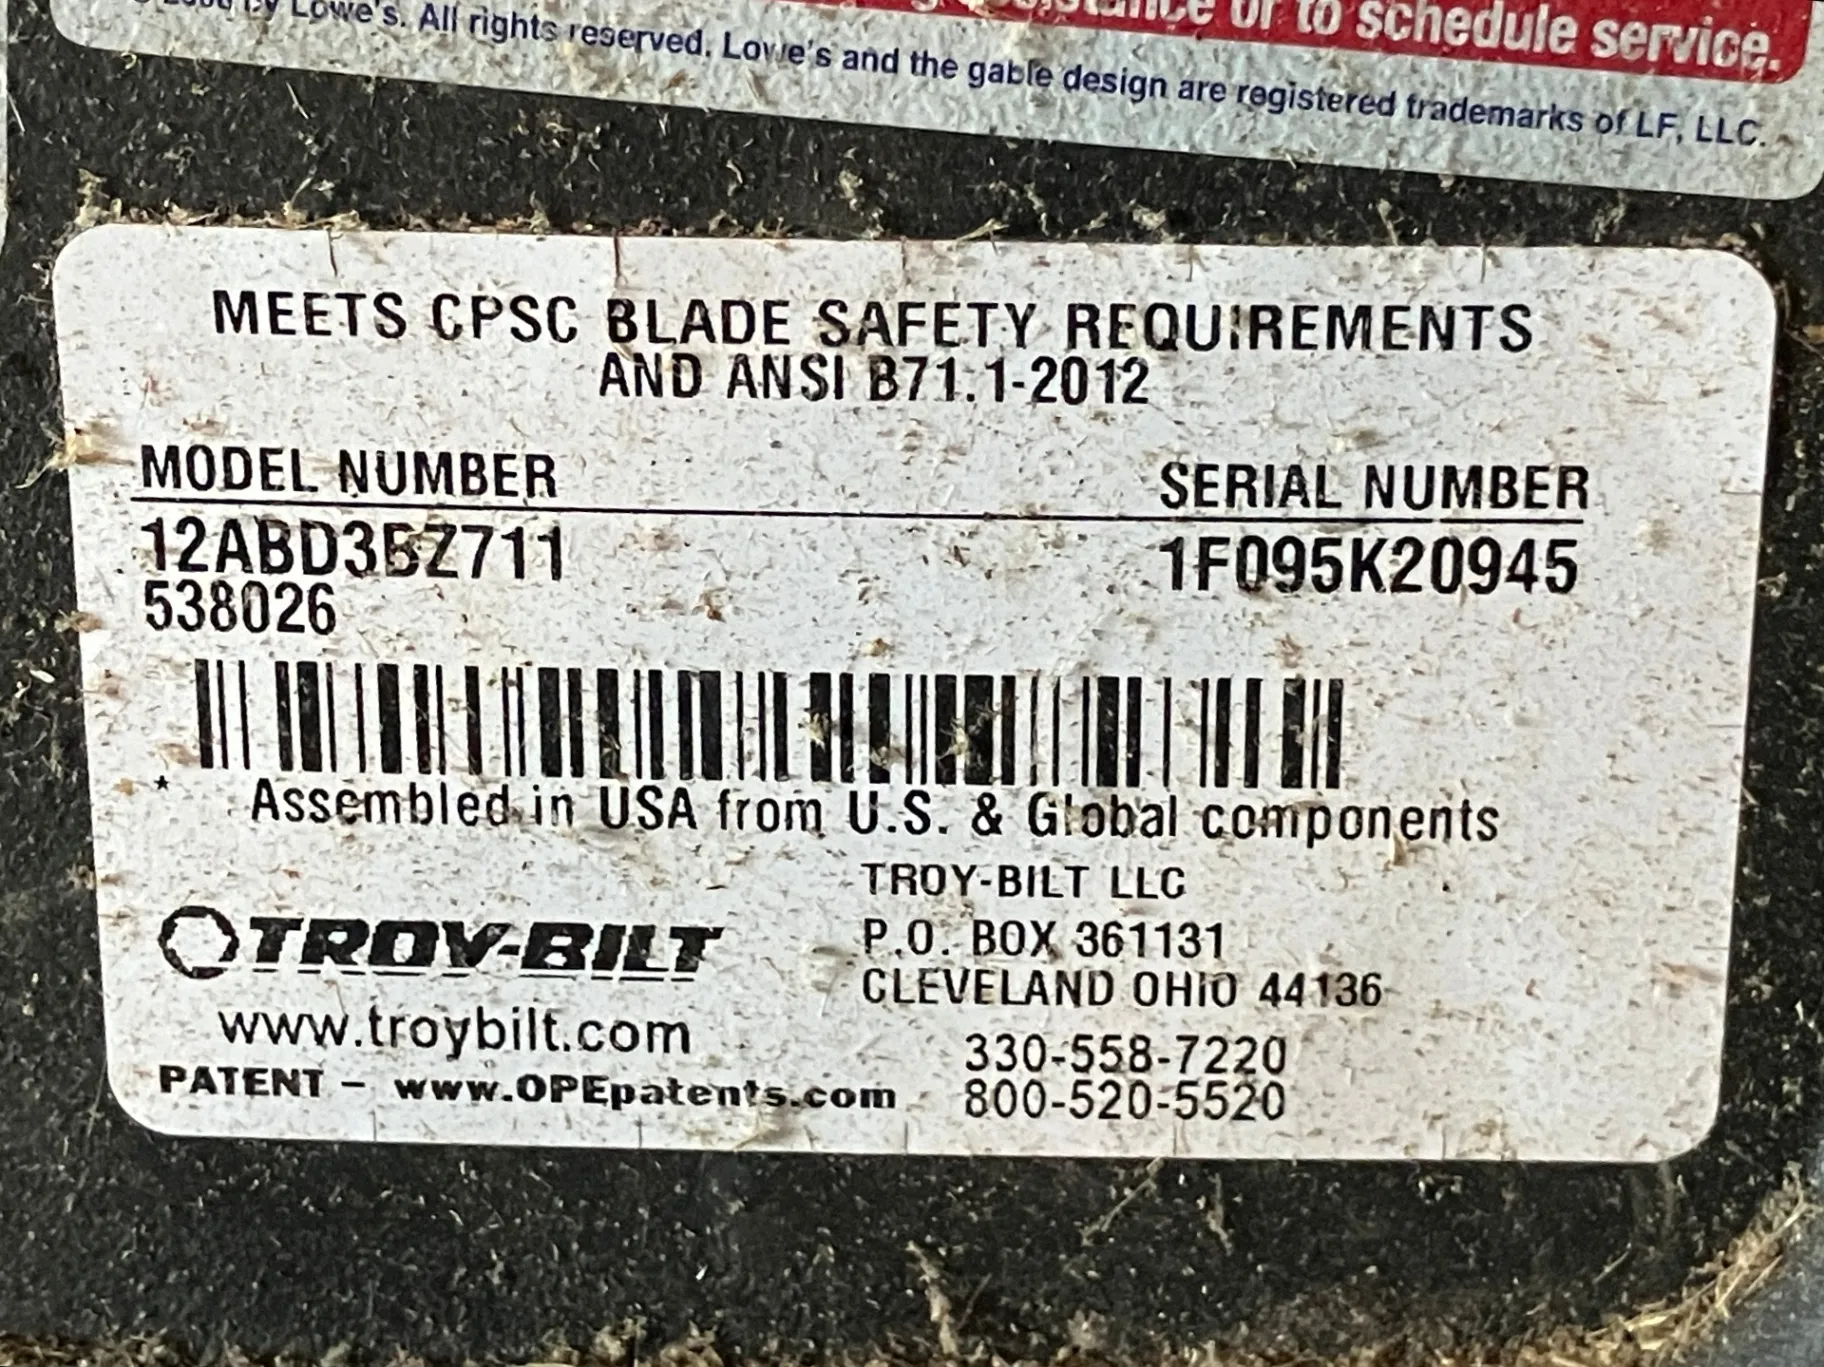 by Lowe's. All rights reserved. Lowe's and the gable design are registered trademarks of LF, LLC.
or to schedule service.
MEETS CPSC BLADE SAFETY REQUIREMENTS
AND ANSI B71.1-2012
MODEL NUMBER SERIAL NUMBER
12ABD3BZ711 1F095K20945
538026
* Assembled in USA from U.S. & Global components
TROY-BILT LLC
TROY-BILT P.O. BOX 361131
CLEVELAND OHIO 44136
www.troybilt.com 330-558-7220
PATENT - www.OPEpatents.com 800-520-5520